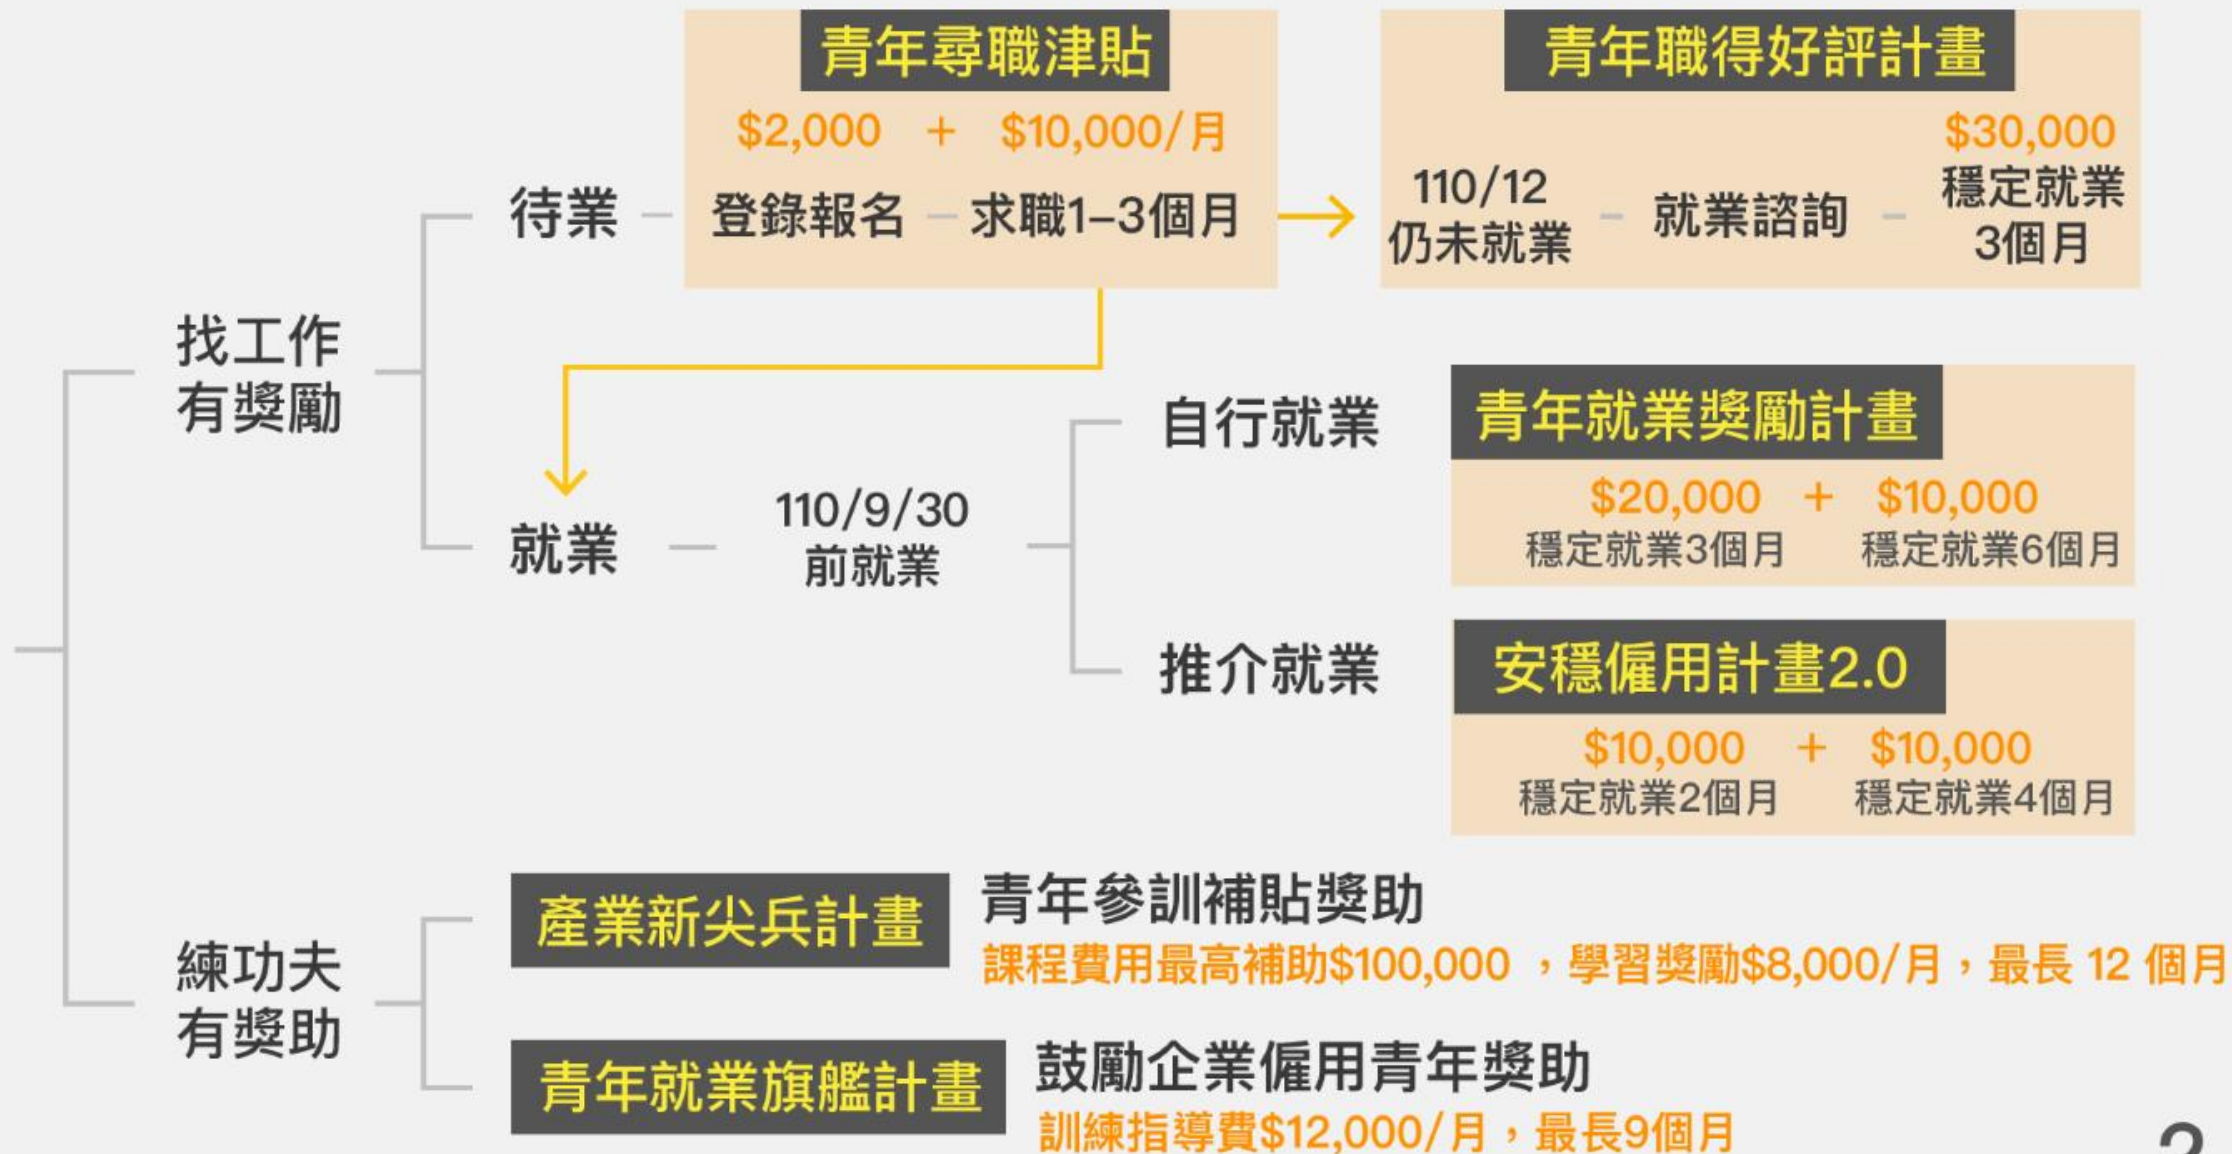 青年尋職津貼
$2,000 + $10,000/月
登錄報名 – 求職1–3個月
青年職得好評計畫
110/12
仍未就業
就業諮詢
$30,000
穩定就業
3個月
待業
找工作
有獎勵
就業
110/9/30
前就業
自行就業
青年就業獎勵計畫
$20,000 + $10,000
穩定就業3個月 穩定就業6個月
推介就業
安穩僱用計畫2.0
$10,000 + $10,000
穩定就業2個月 穩定就業4個月
練功夫
有獎助
產業新尖兵計畫
青年參訓補貼獎助
課程費用最高補助$100,000 ，學習獎勵$8,000/月，最長 12 個月
青年就業旗艦計畫
鼓勵企業僱用青年獎助
訓練指導費$12,000/月，最長9個月